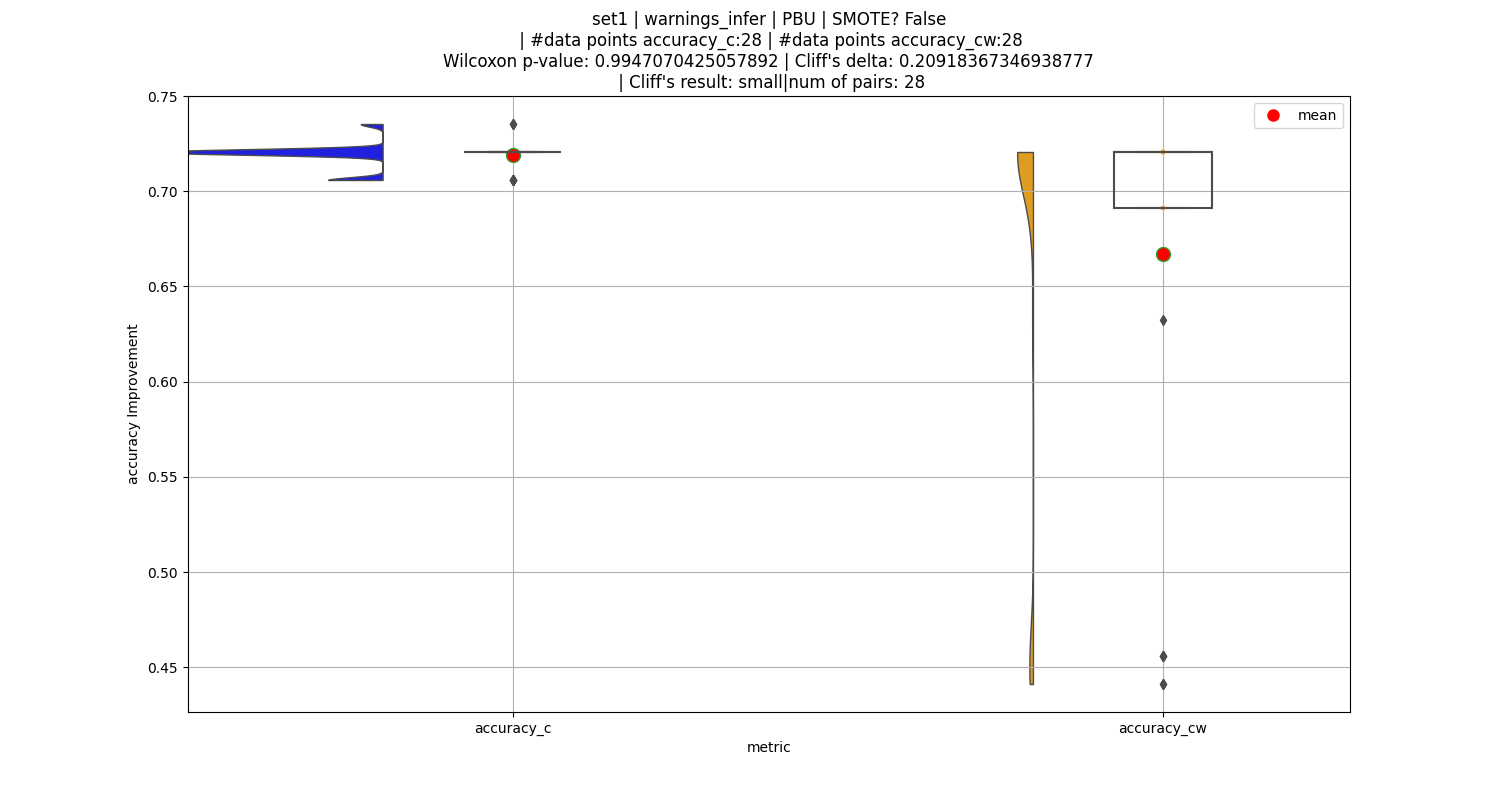 set1 | warnings_infer | PBU | SMOTE? False
| #data points accuracy_c:28 | #data points accuracy_cw:28
Wilcoxon p-value: 0.9947070425057892 | Cliff's delta: 0.20918367346938777
| Cliff's result: small|num of pairs: 28
mean
0.75
0.70
0.65
0.60
0.55
0.50
0.45
accuracy Improvement
accuracy_c
accuracy_cw
metric